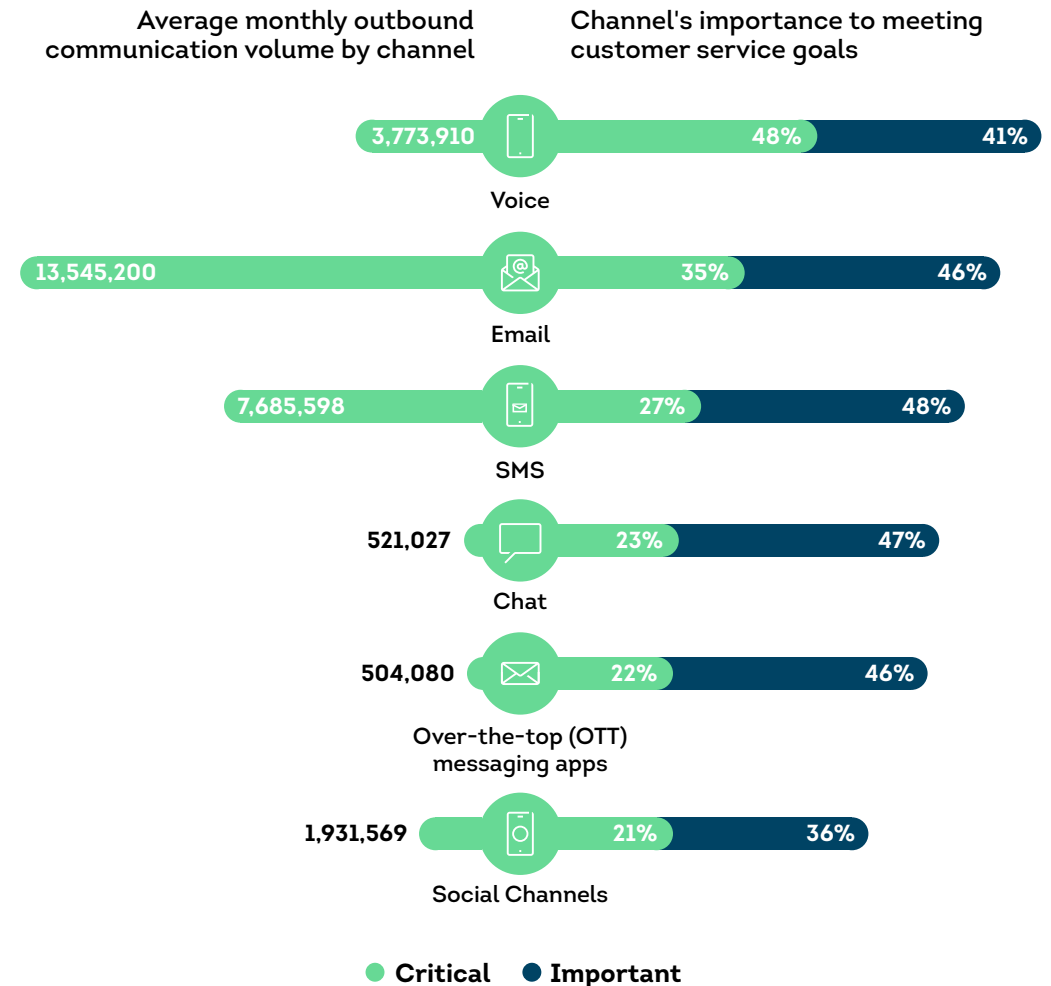 Average monthly outbound
communication volume by channel
Channel's importance to meeting
customer service goals
3,773,910 48% 41%
Voice
13,545,200 @ 35% 46%
Email
7,685,598 27% 48%
SMS
521,027 23% 47%
Chat
504,080 22% 46%
Over-the-top (OTT)
messaging apps
1,931,569 21% 36%
Social Channels
Critical Important